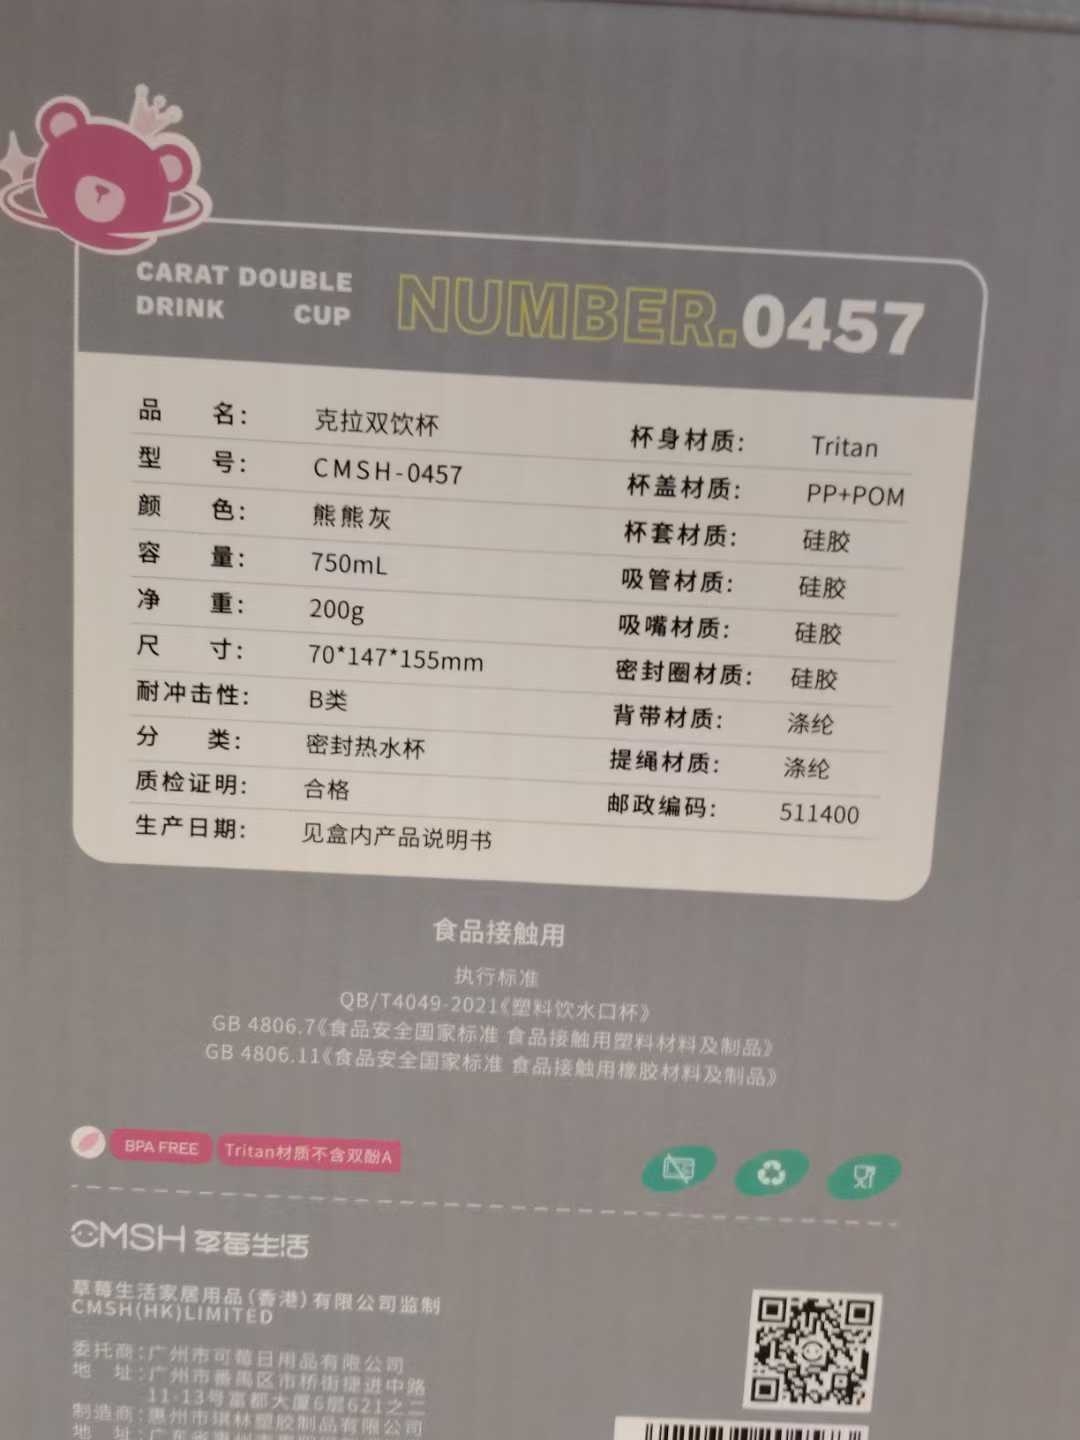 CARAT DOUBLE
DRINK CUP
NUMBER.0457
品 名: 克拉双饮杯
型 号: CMSH-0457
颜 色: 熊熊灰
容 量: 750mL
净 重: 200g
尺 寸: 70*147*155mm
耐冲击性: B类
分 类: 密封热水杯
质检证明: 合格
生产日期: 见盒内产品说明书
杯身材质: Tritan
杯盖材质: PP+POM
杯套材质: 硅胶
吸管材质: 硅胶
吸嘴材质: 硅胶
密封圈材质: 硅胶
背带材质: 涤纶
提绳材质: 涤纶
邮政编码: 511400
食品接触用
执行标准
QB/T4049-2021《塑料饮水口杯》
GB 4806.7《食品安全国家标准 食品接触用塑料材料及制品》
GB 4806.11《食品安全国家标准 食品接触用橡胶材料及制品》
BPA FREE Tritan材质不含双酚A
CMSH 草莓生活
草莓生活家居用品(香港)有限公司监制
CMSH(HK)LIMITED
委托商:广州市可莓日用品有限公司
地 址:广州市番禺区市桥街捷进中路
11-13号富都大厦6层621之二
制造商:惠州市琪林塑胶制品有限公司
地 址:广东省惠州市